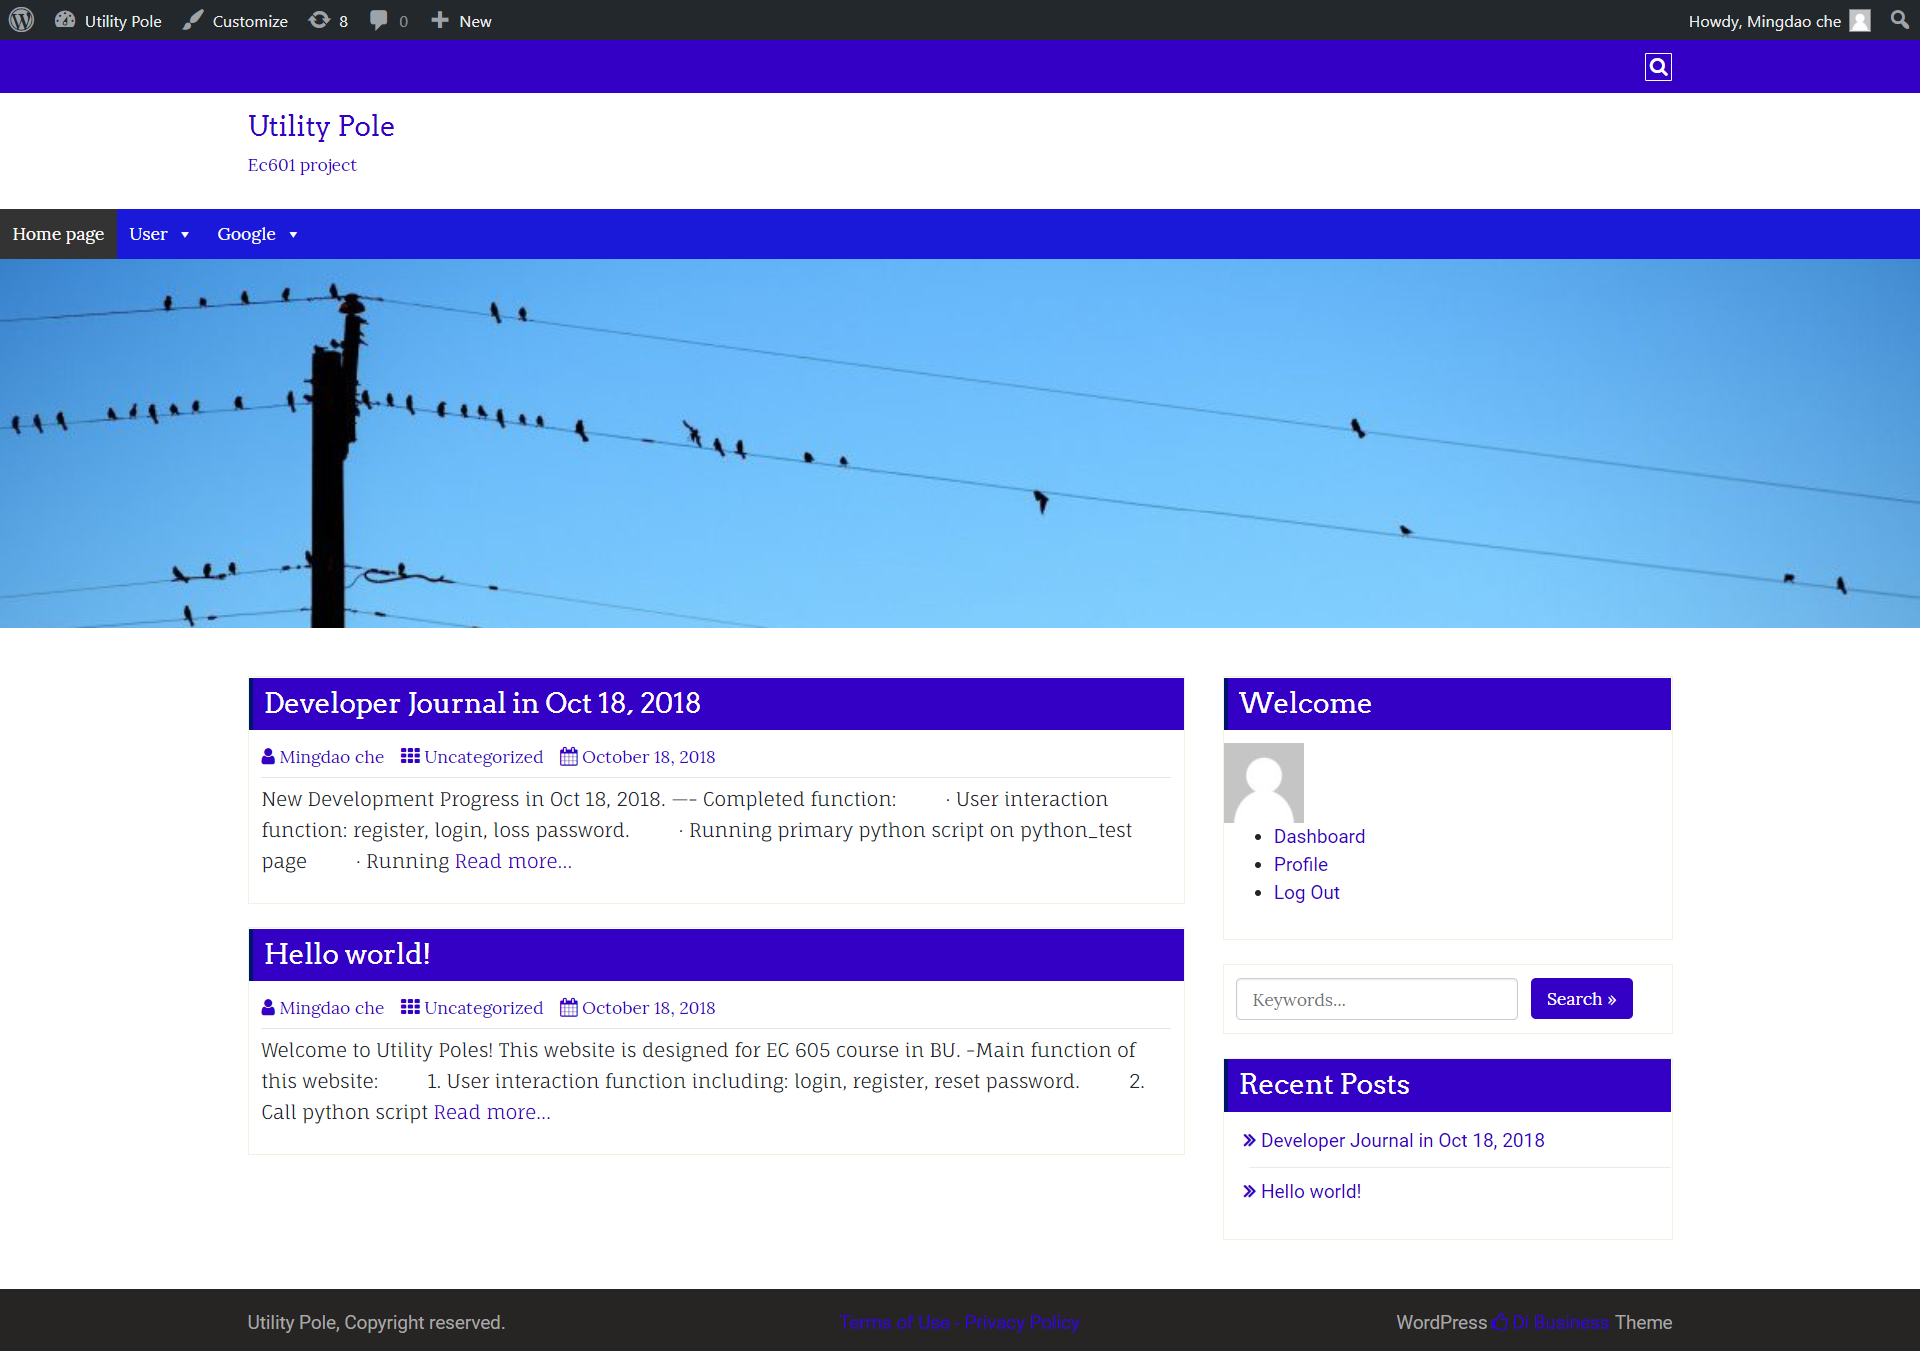 Utility Pole Customize 8 0 New Howdy, Mingdao che
Utility Pole
Ec601 project
Home page User Google
Developer Journal in Oct 18, 2018
Mingdao che Uncategorized October 18, 2018
New Development Progress in Oct 18, 2018. —- Completed function: · User interaction
function: register, login, loss password. · Running primary python script on python_test
page · Running Read more...
Hello world!
Mingdao che Uncategorized October 18, 2018
Welcome to Utility Poles! This website is designed for EC 605 course in BU. -Main function of
this website: 1. User interaction function including: login, register, reset password. 2.
Call python script Read more...
Welcome
• Dashboard
• Profile
• Log Out
Keywords... Search »
Recent Posts
» Developer Journal in Oct 18, 2018
» Hello world!
Utility Pole, Copyright reserved. Terms of Use - Privacy Policy WordPress Di Business Theme